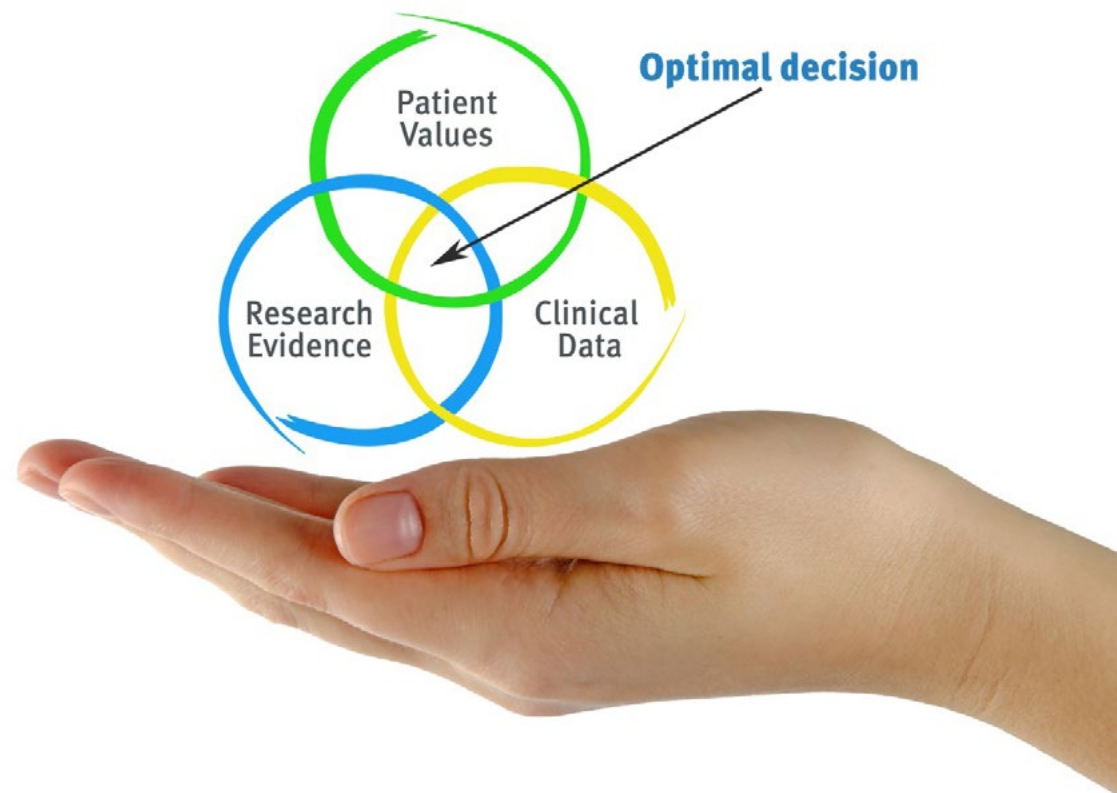 Optimal decision
Patient
Values
Research
Evidence
Clinical
Data